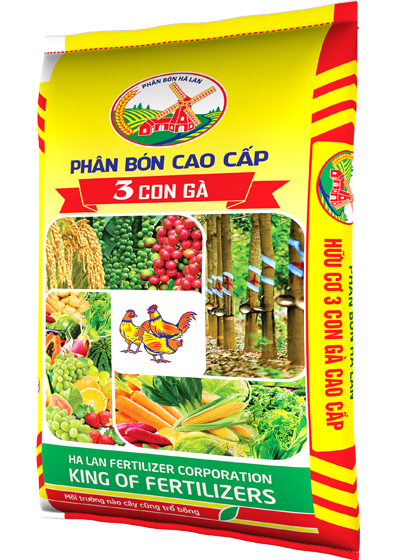 PHÂN BÓN HÀ LAN
PHÂN BÓN CAO CẤP
3 CON GÀ
HA LAN FERTILIZER CORPORATION
KING OF FERTILIZERS
Môi trường nào cây cũng trổ bông
PHÂN BÓN HÀ LAN
HỮU CƠ 3 CON GÀ CAO CẤP